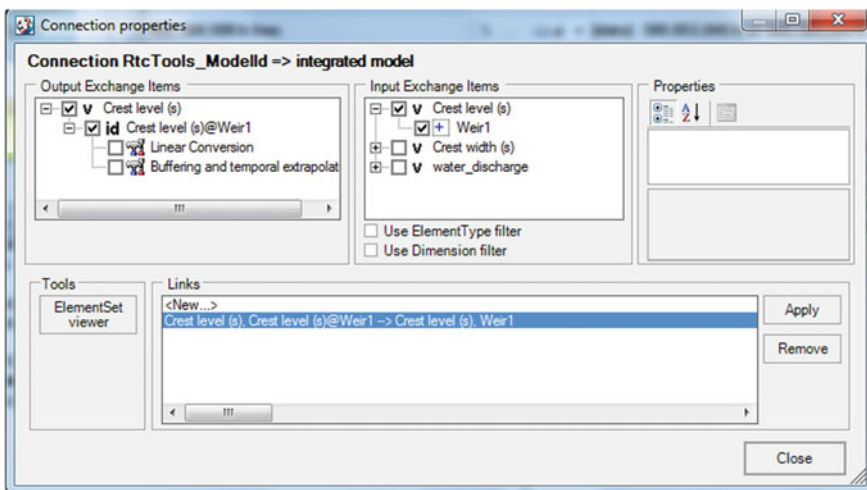 Connection properties
Connection RtcTools_ModelId => integrated model
Output Exchange Items
v Crest level (s)
id Crest level (s)@Weir1
Linear Conversion
Buffering and temporal extrapolat
Input Exchange Items
v Crest level (s)
Weir1
v Crest width (s)
v water_discharge
Use ElementType filter
Use Dimension filter
Properties
Tools
ElementSet
viewer
Links
<New...>
Crest level (s), Crest level (s)@Weir1 --> Crest level (s), Weir1
Apply
Remove
Close